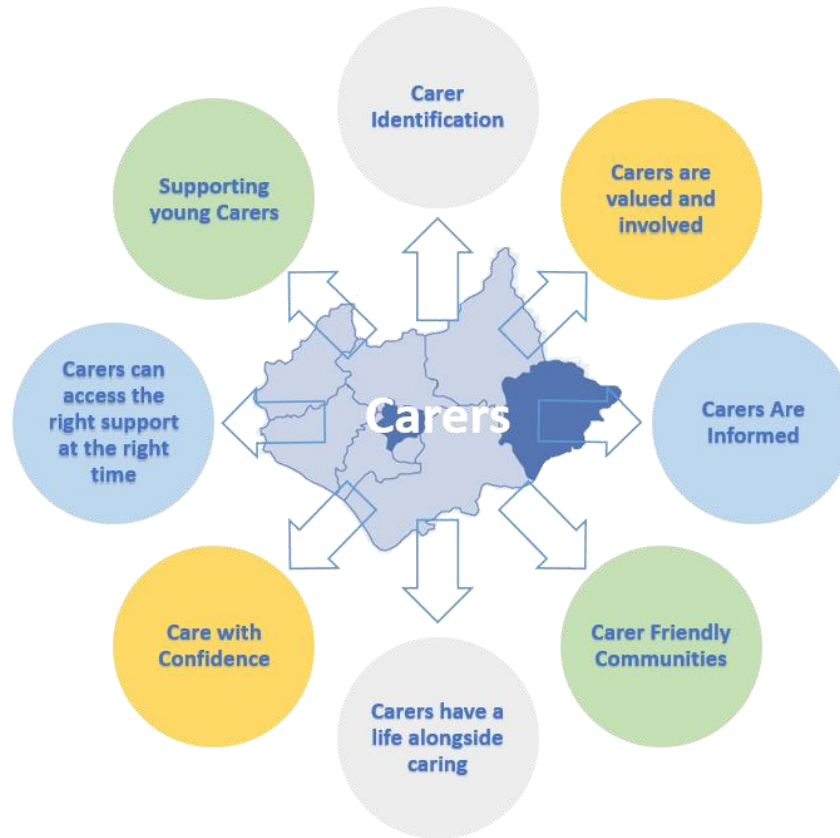 Carer
Identification
Carers are
valued and
involved
Carers Are
Informed
Carer Friendly
Communities
Carers have a
life alongside
caring
Care with
Confidence
Carers can
access the
right support
at the right
time
Supporting
young Carers
Carers